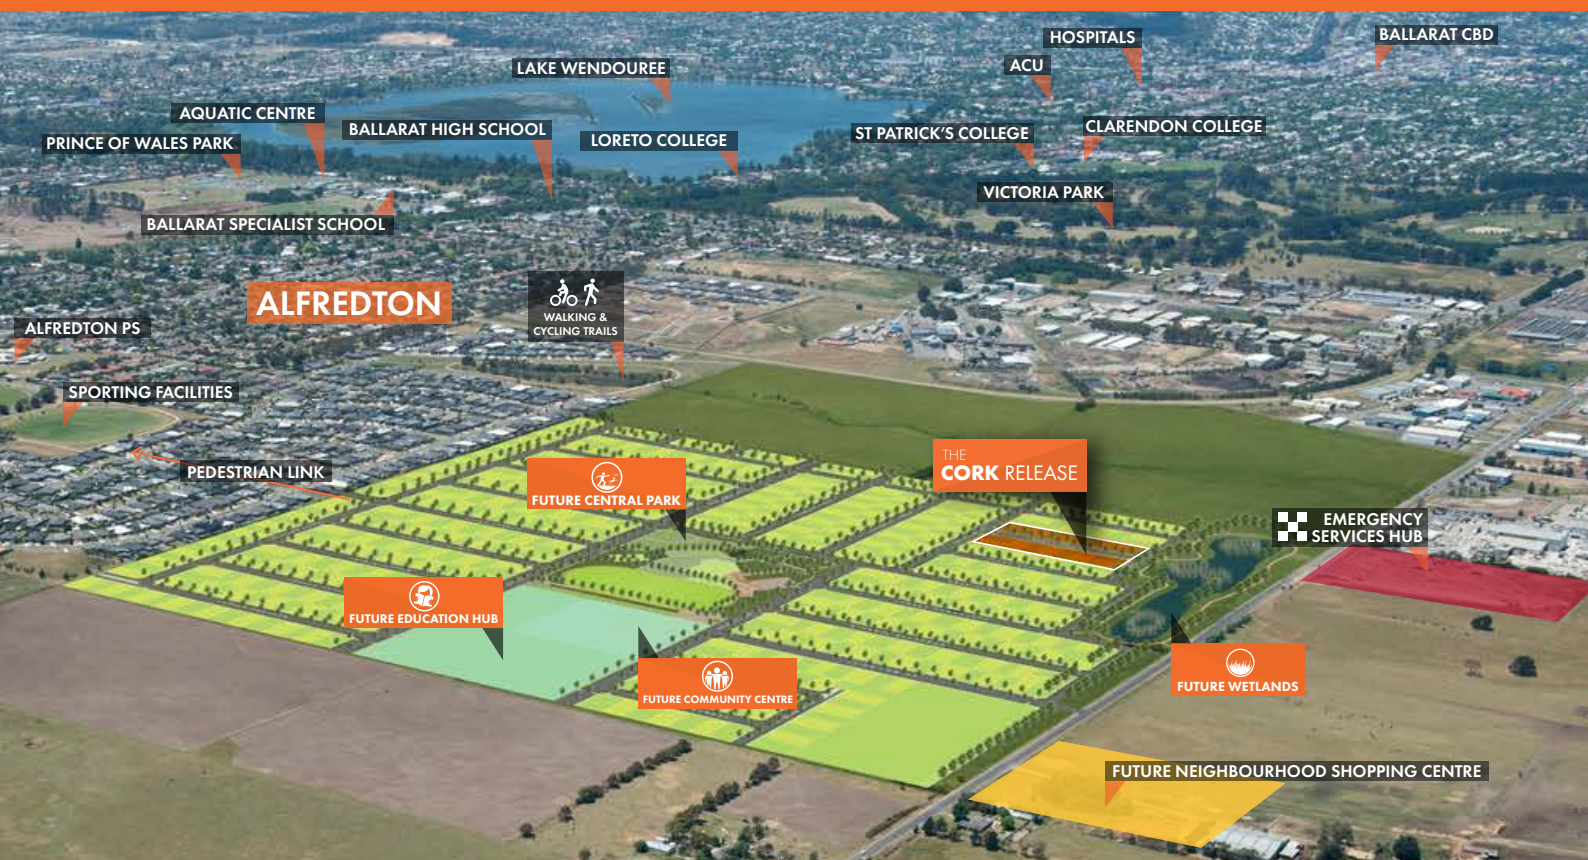 HOSPITALS
BALLARAT CBD
ACU
LAKE WENDOUREE
AQUATIC CENTRE
PRINCE OF WALES PARK
BALLARAT HIGH SCHOOL
LORETO COLLEGE
ST PATRICK'S COLLEGE
CLARENDON COLLEGE
VICTORIA PARK
BALLARAT SPECIALIST SCHOOL
ALFREDTON
WALKING &
CYCLING TRAILS
ALFREDTON PS
SPORTING FACILITIES
PEDESTRIAN LINK
FUTURE CENTRAL PARK
THE
CORK RELEASE
EMERGENCY
SERVICES HUB
FUTURE EDUCATION HUB
FUTURE COMMUNITY CENTRE
FUTURE WETLANDS
FUTURE NEIGHBOURHOOD SHOPPING CENTRE